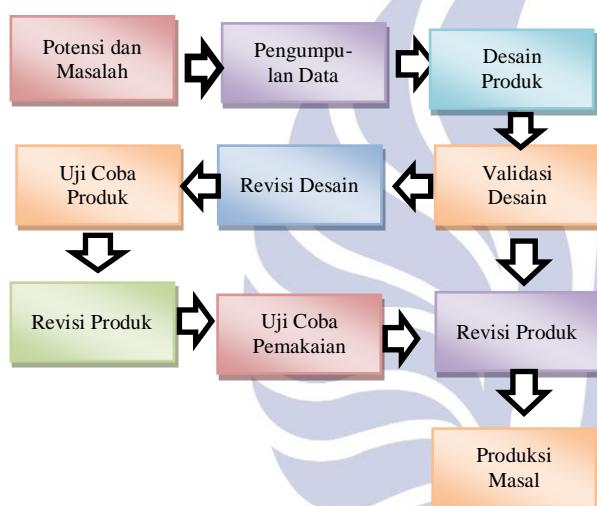 Potensi dan
Masalah
Pengumpu-
lan Data
Desain
Produk
Uji Coba
Produk
Revisi Desain
Validasi
Desain
Revisi Produk
Uji Coba
Pemakaian
Revisi Produk
Produksi
Masal